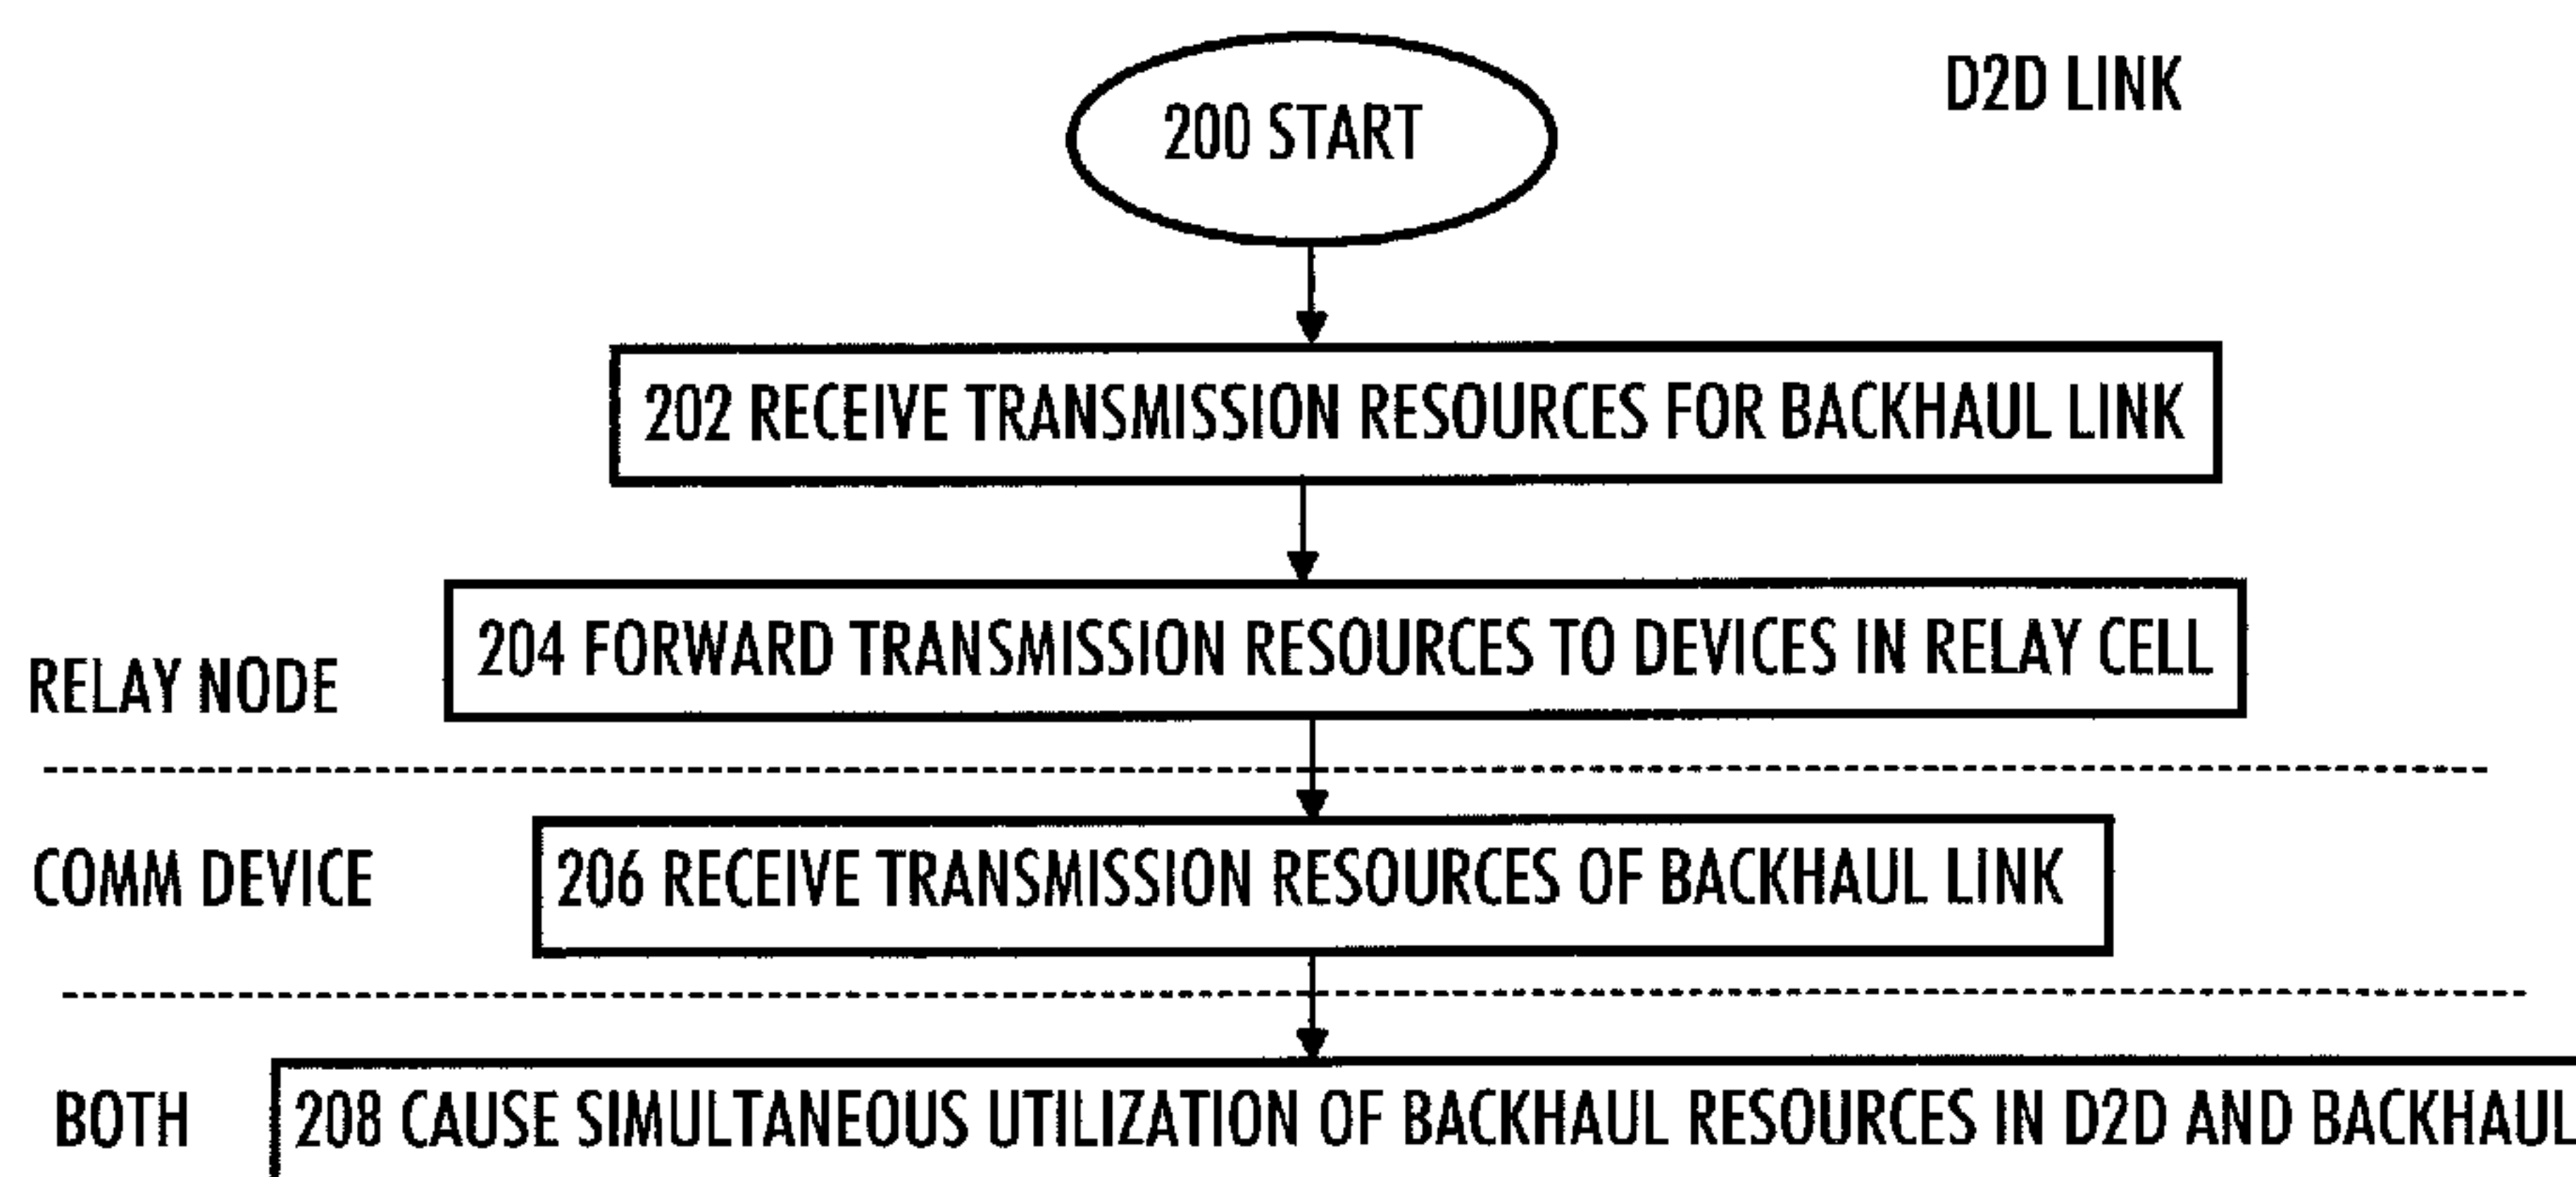 D2D LINK
200 START
202 RECEIVE TRANSMISSION RESOURCES FOR BACKHAUL LINK
204 FORWARD TRANSMISSION RESOURCES TO DEVICES IN RELAY CELL
RELAY NODE
COMM DEVICE
206 RECEIVE TRANSMISSION RESOURCES OF BACKHAUL LINK
BOTH
208 CAUSE SIMULTANEOUS UTILIZATION OF BACKHAUL RESOURCES IN D2D AND BACKHAUL